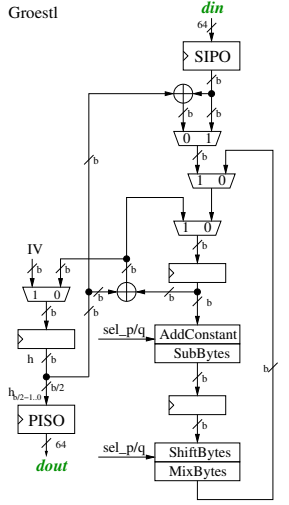 Groestl
din
64
SIPO
b
b
b
0 1
b
1 0
1 0
IV
b
b
b
b
1 0
b
b
b
b
b
sel_p/q
AddConstant
SubBytes
h
b
b
b
h b/2-1..0
b/2
PISO
sel_p/q
b
ShiftBytes
MixBytes
64
dout